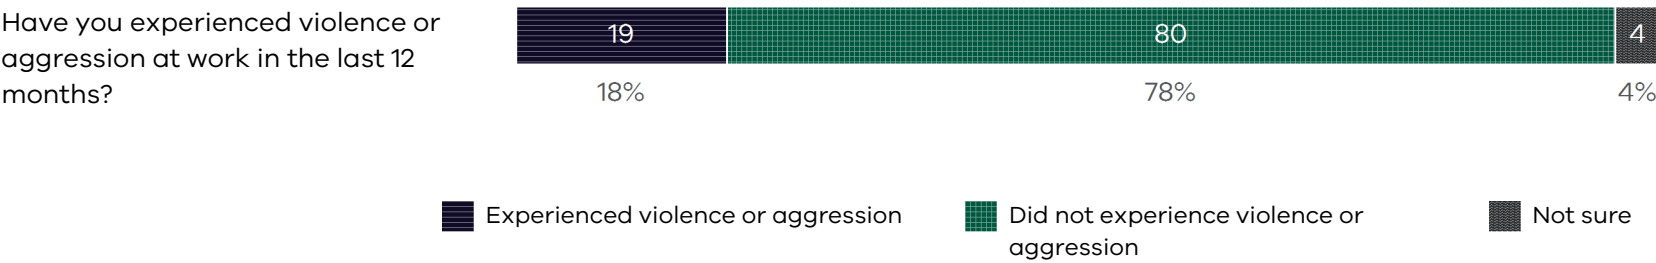 Have you experienced violence or
aggression at work in the last 12
months?
19 80 4
18% 78% 4%
Experienced violence or aggression
Did not experience violence or
aggression
Not sure